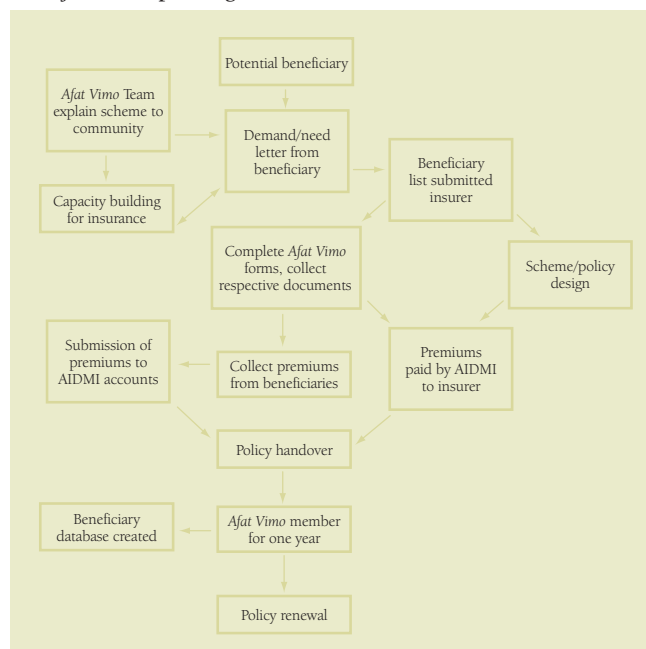 Potential beneficiary
Afat Vimo Team
explain scheme to
community
Demand/need
letter from
beneficiary
Beneficiary
list submitted
insurer
Capacity building
for insurance
Complete Afat Vimo
forms, collect
respective documents
Scheme/policy
design
Submission of
premiums to
AIDMI accounts
Collect premiums
from beneficiaries
Premiums
paid by AIDMI
to insurer
Policy handover
Beneficiary
database created
Afat Vimo member
for one year
Policy renewal